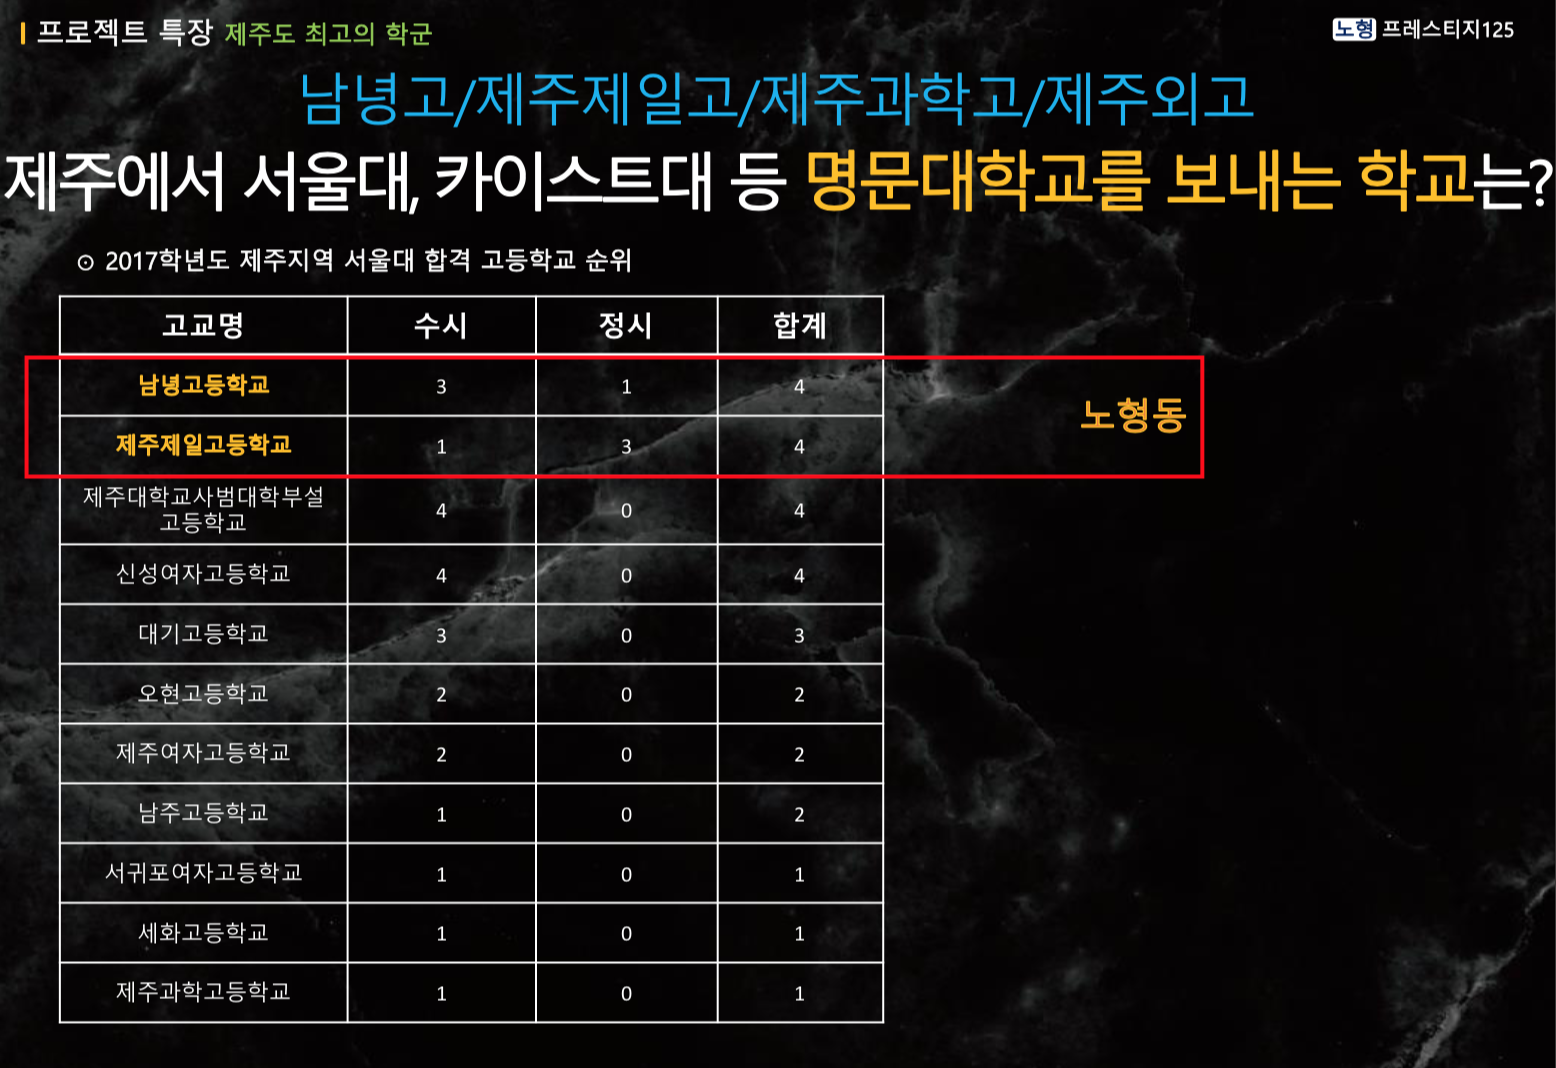 프로젝트 특장 제주도 최고의 학군
노형 프레스티지125
남녕고/제주제일고/제주과학고/제주외고
제주에서 서울대, 카이스트대 등 명문대학교를 보내는 학교는?
⊙ 2017학년도 제주지역 서울대 합격 고등학교 순위
고교명 수시 정시 합계
남녕고등학교 3 1 4
노형동
제주제일고등학교 1 3 4
제주대학교사범대학부설
고등학교 4 0 4
신성여자고등학교 4 0 4
대기고등학교 3 0 3
오현고등학교 2 0 2
제주여자고등학교 2 0 2
남주고등학교 1 0 2
서귀포여자고등학교 1 0 1
세화고등학교 1 0 1
제주과학고등학교 1 0 1